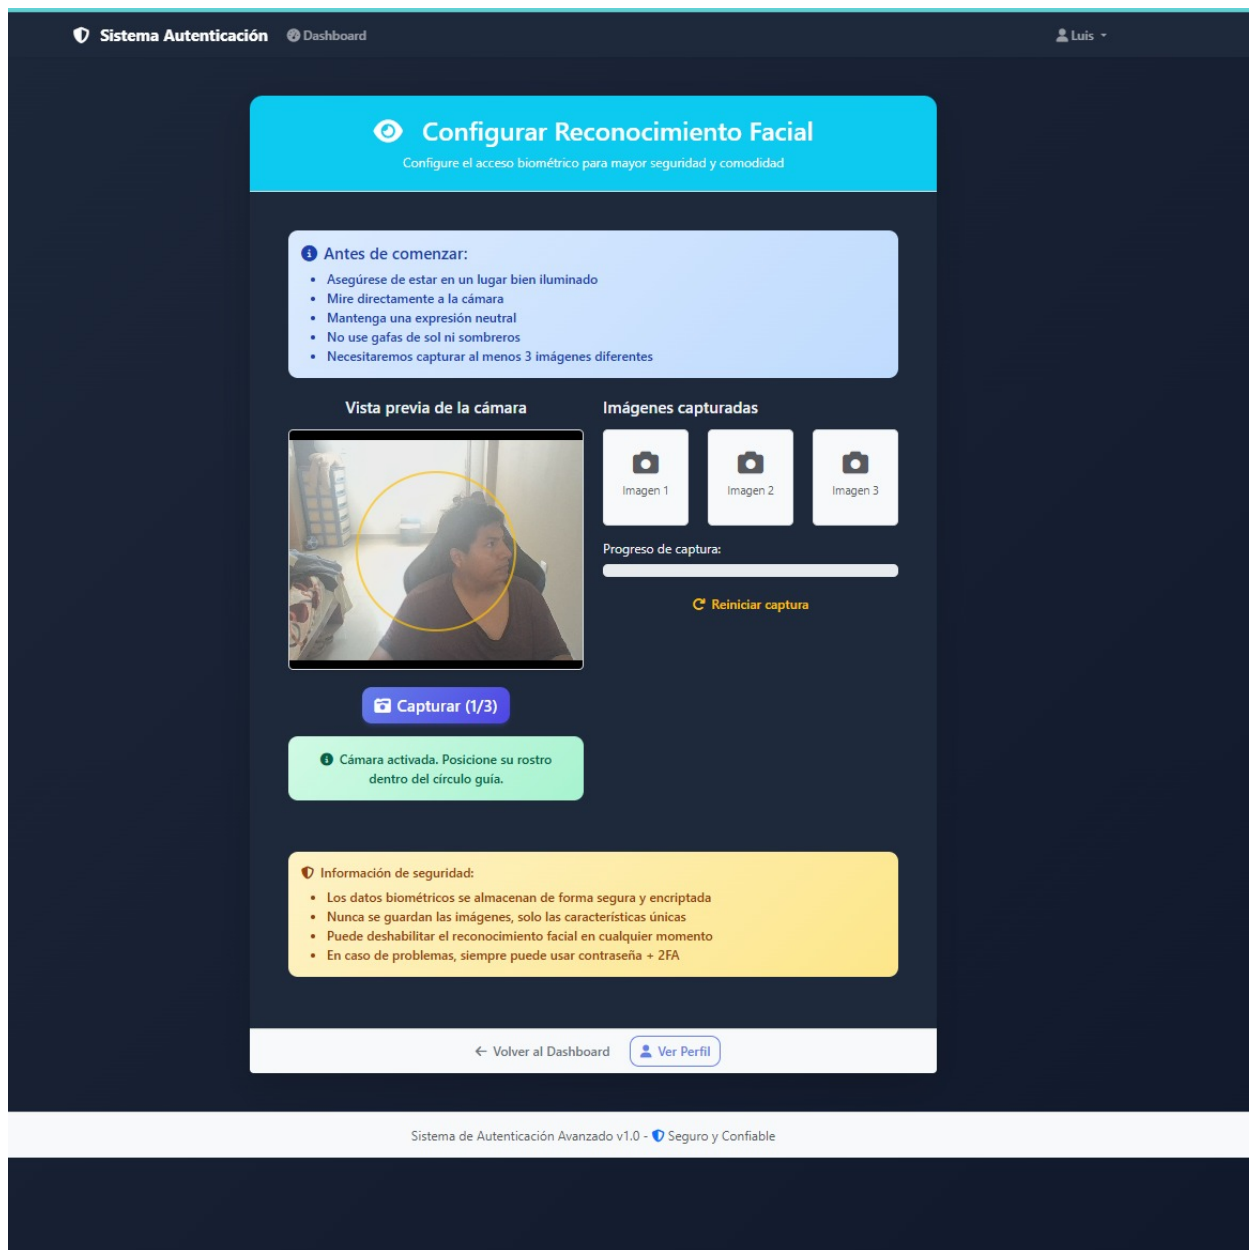 Sistema Autenticación Dashboard Luis
Configurar Reconocimiento Facial
Configure el acceso biométrico para mayor seguridad y comodidad
Antes de comenzar:
Asegúrese de estar en un lugar bien iluminado
Mire directamente a la cámara
Mantenga una expresión neutral
No use gafas de sol ni sombreros
Necesitaremos capturar al menos 3 imágenes diferentes
Vista previa de la cámara
Capturar (1/3)
Cámara activada. Posicione su rostro
dentro del círculo guía.
Imágenes capturadas
Imagen 1 Imagen 2 Imagen 3
Progreso de captura:
Reiniciar captura
Información de seguridad:
Los datos biométricos se almacenan de forma segura y encriptada
Nunca se guardan las imágenes, solo las características únicas
Puede deshabilitar el reconocimiento facial en cualquier momento
En caso de problemas, siempre puede usar contraseña + 2FA
← Volver al Dashboard Ver Perfil
Sistema de Autenticación Avanzado v1.0 - Seguro y Confiable